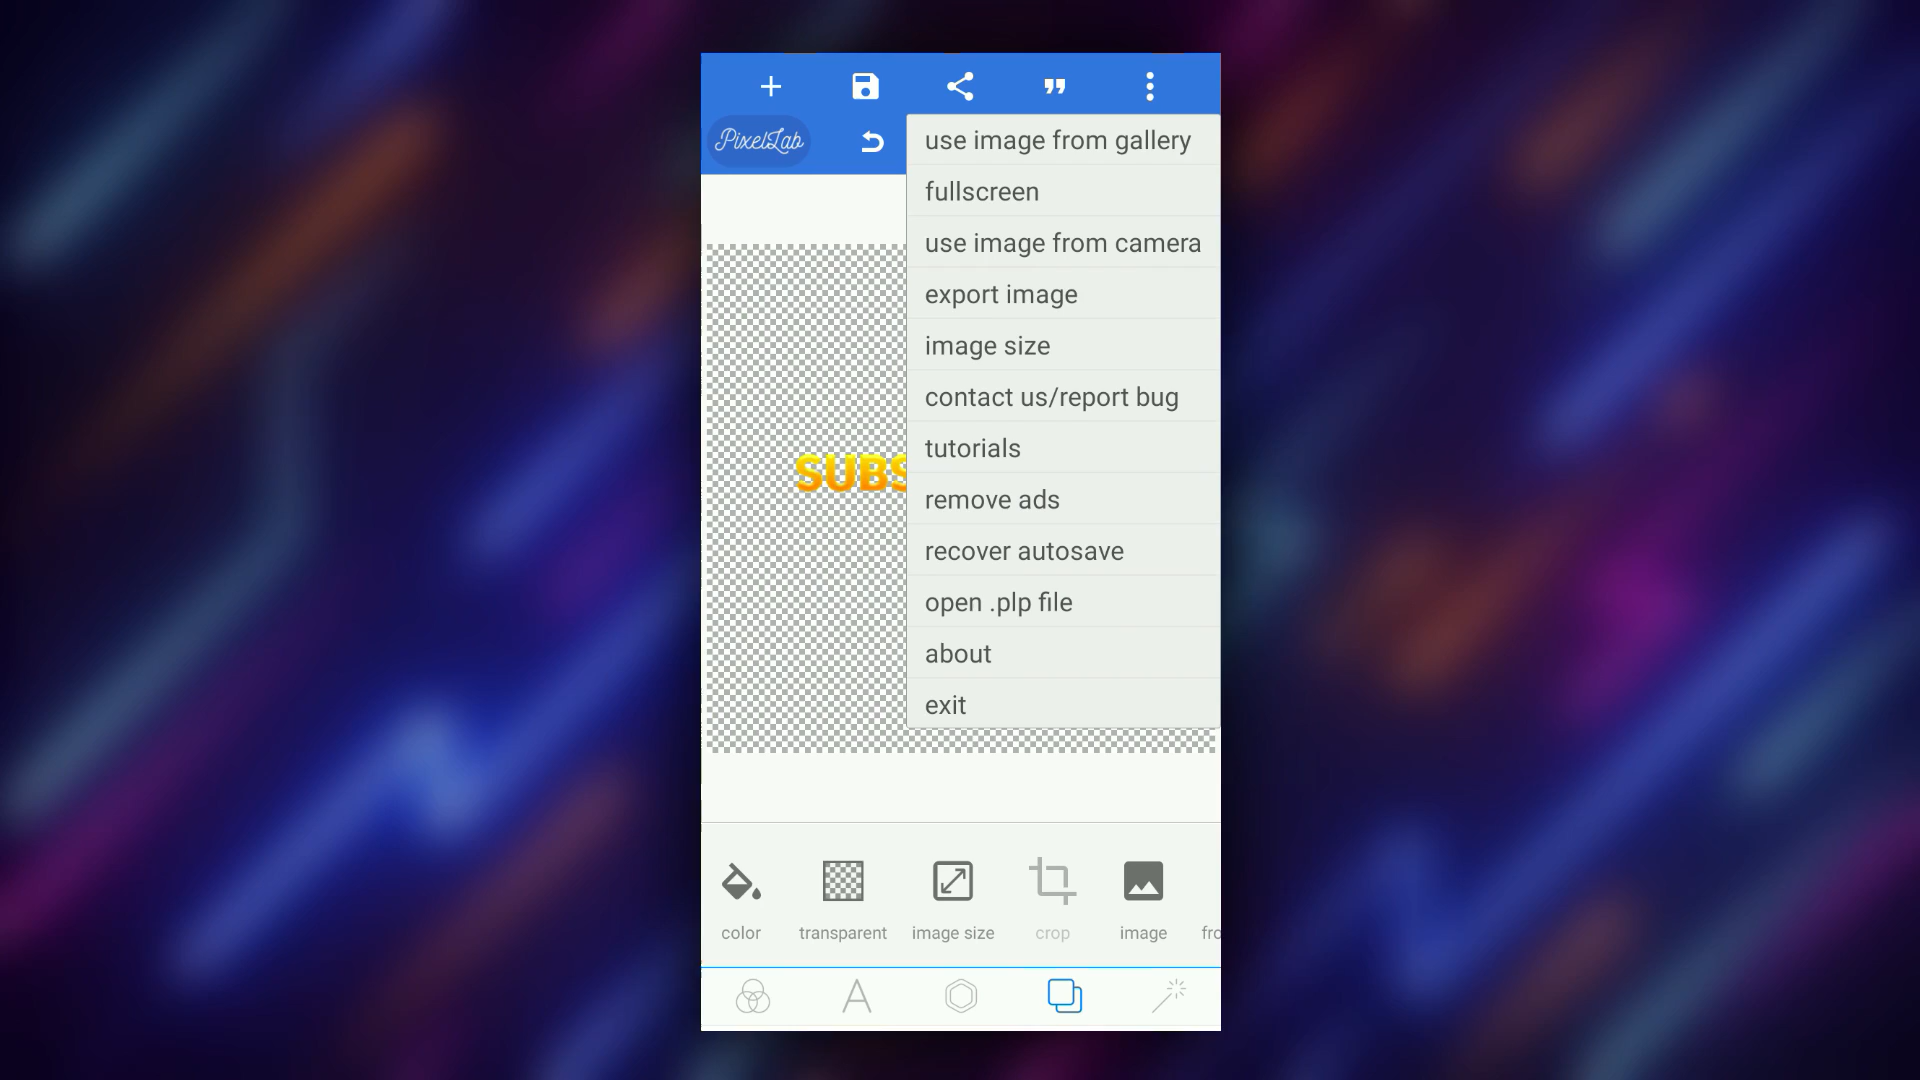 PixelLab
use image from gallery
fullscreen
use image from camera
export image
image size
contact us/report bug
tutorials
remove ads
recover autosave
open .plp file
about
exit
SUBS
color transparent image size crop image fro